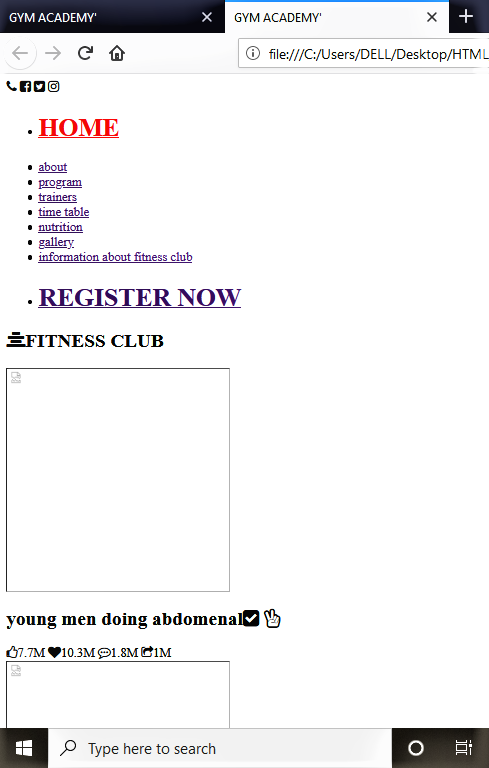 GYM ACADEMY'
GYM ACADEMY'
file:///C:/Users/DELL/Desktop/HTML
HOME
about
program
trainers
time table
nutrition
gallery
information about fitness club
REGISTER NOW
FITNESS CLUB
young men doing abdomenal
7.7M 10.3M 1.8M 1M
Type here to search